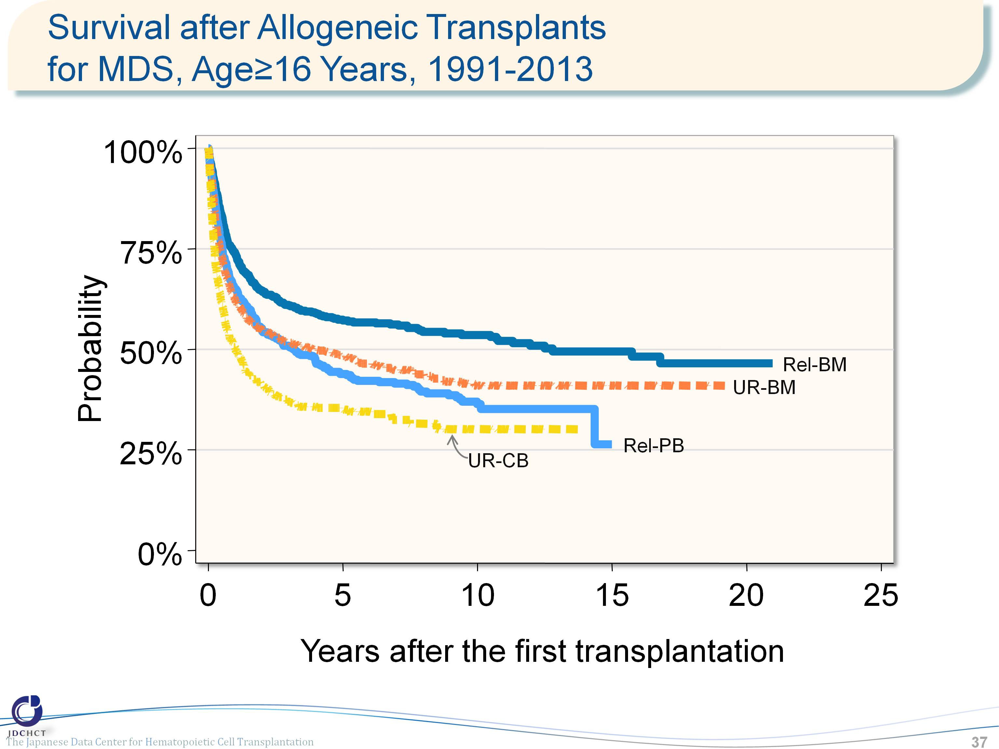 Survival after Allogeneic Transplants
for MDS, Age≥16 Years, 1991-2013
100%
75%
50%
25%
0%
Probability
Rel-BM
UR-BM
Rel-PB
UR-CB
0 5 10 15 20 25
Years after the first transplantation
JDCHCT
The Japanese Data Center for Hematopoietic Cell Transplantation
37